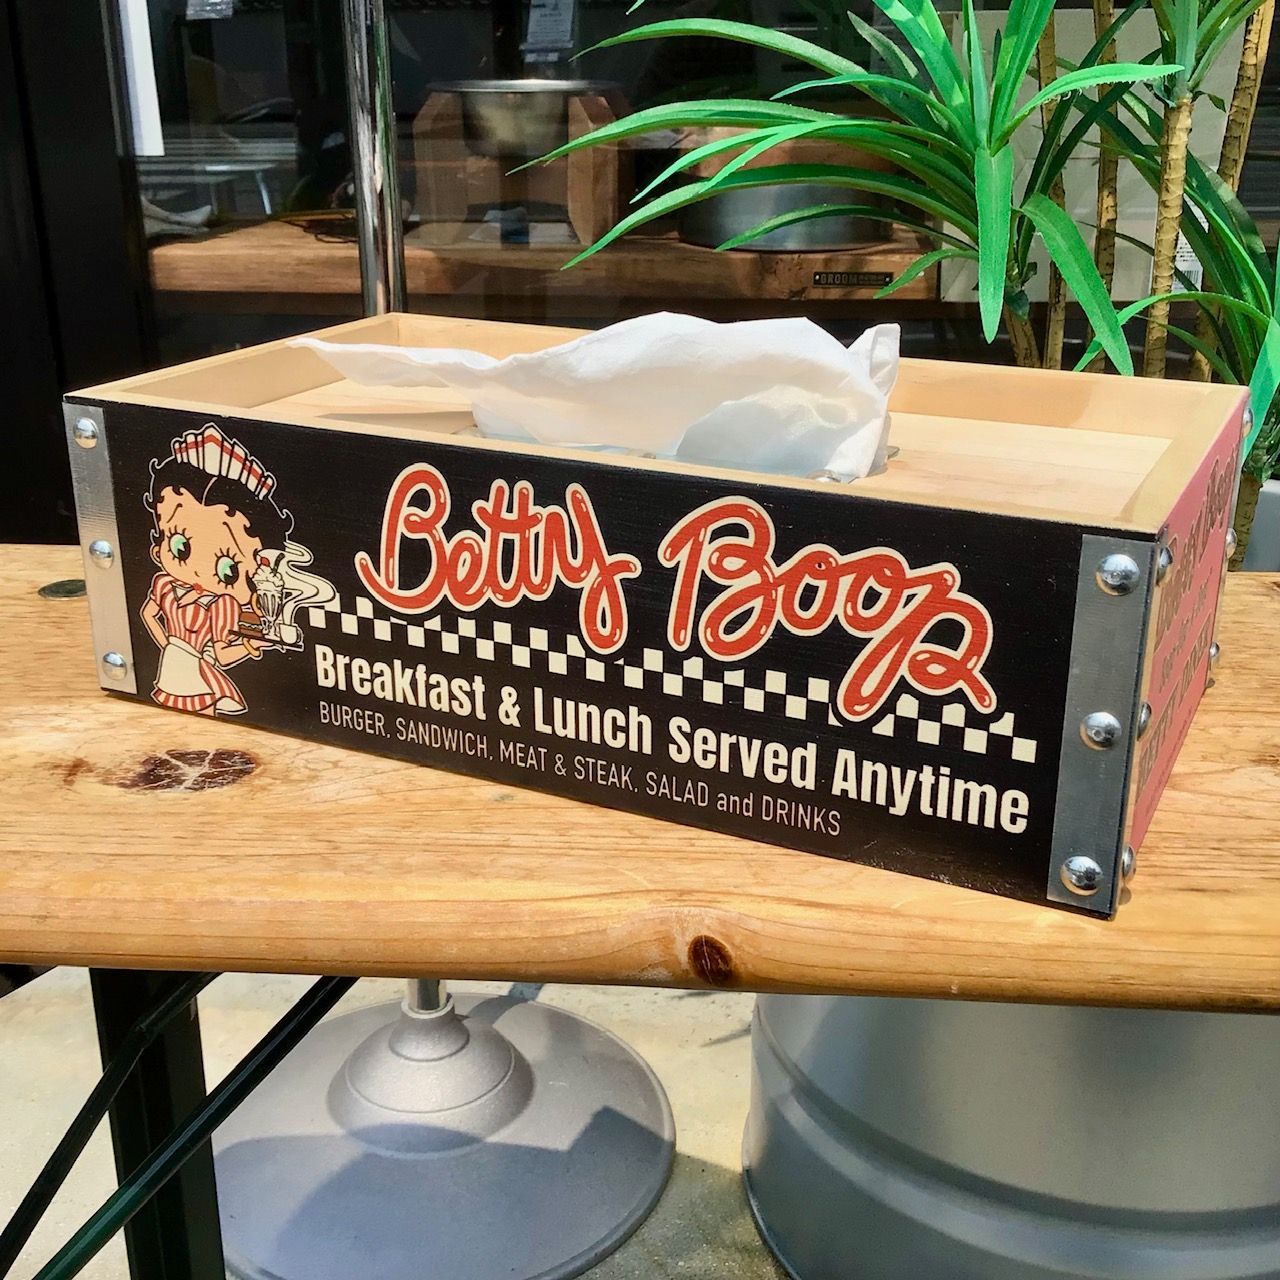 Betty Boop
Breakfast & Lunch Served Anytime
BURGER, SANDWICH, MEAT & STEAK, SALAD and DRINKS